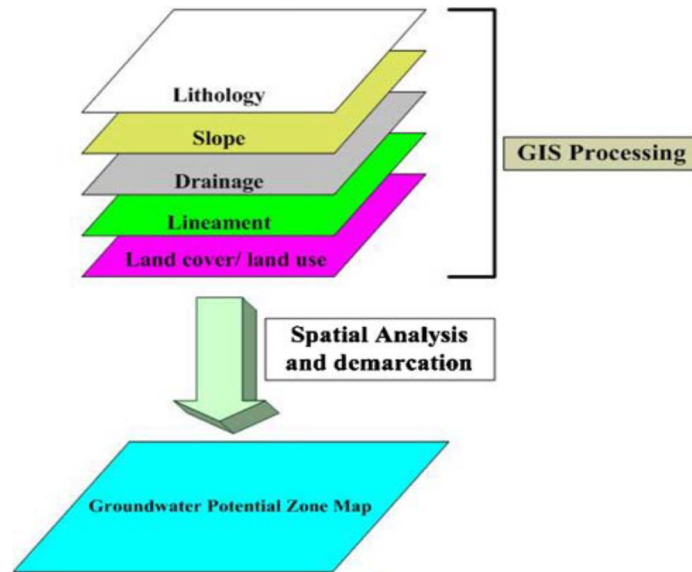 Lithology
Slope
Drainage
Lineament
Land cover/ land use
GIS Processing
Spatial Analysis
and demarcation
Groundwater Potential Zone Map